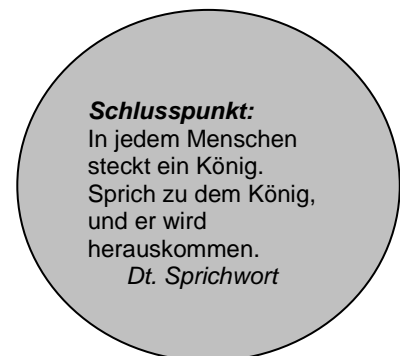 Schlusspunkt:
In jedem Menschen
steckt ein König.
Sprich zu dem König,
und er wird
herauskommen.
Dt. Sprichwort